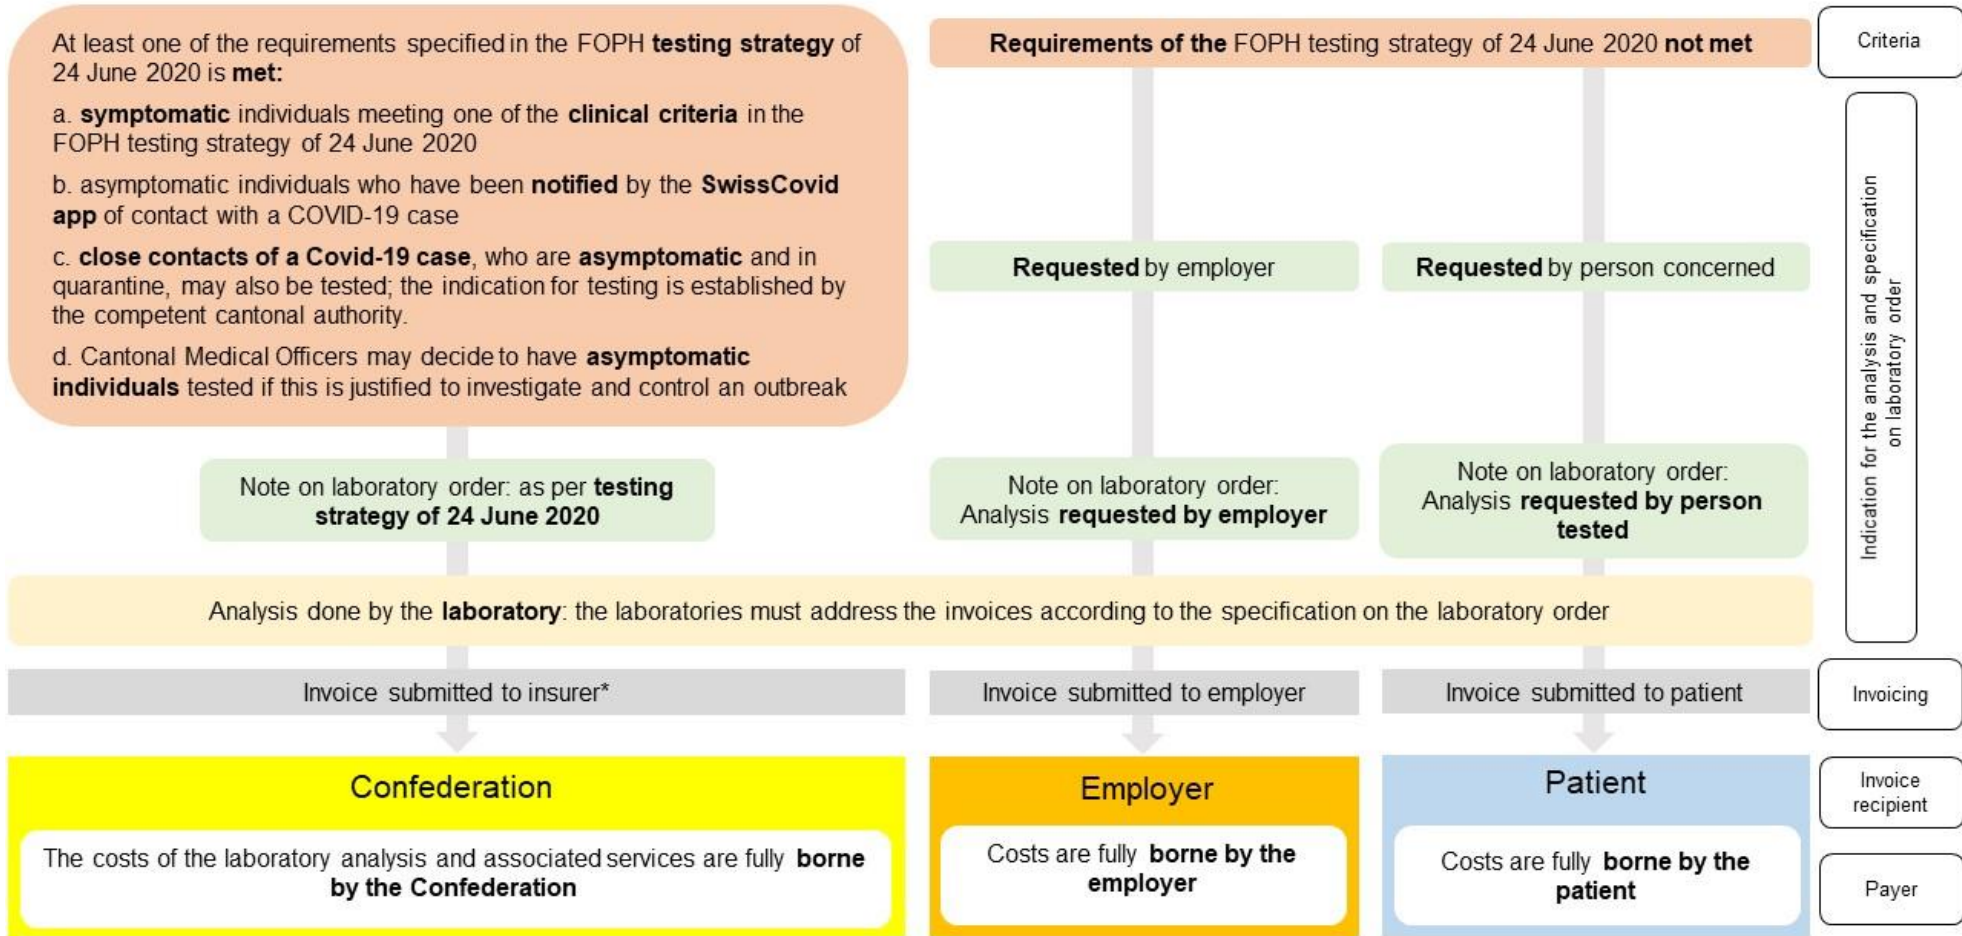 At least one of the requirements specified in the FOPH testing strategy of
24 June 2020 is met:
a. symptomatic individuals meeting one of the clinical criteria in the
FOPH testing strategy of 24 June 2020
b. asymptomatic individuals who have been notified by the SwissCovid
app of contact with a COVID-19 case
c. close contacts of a Covid-19 case, who are asymptomatic and in
quarantine, may also be tested; the indication for testing is established by
the competent cantonal authority.
d. Cantonal Medical Officers may decide to have asymptomatic
individuals tested if this is justified to investigate and control an outbreak
Requirements of the FOPH testing strategy of 24 June 2020 not met
Criteria
Requested by employer
Requested by person concerned
Note on laboratory order: as per testing
strategy of 24 June 2020
Note on laboratory order:
Analysis requested by employer
Note on laboratory order:
Analysis requested by person
tested
Indication for the analysis and specification
on laboratory order
Analysis done by the laboratory: the laboratories must address the invoices according to the specification on the laboratory order
Invoice submitted to insurer*
Invoice submitted to employer
Invoice submitted to patient
Invoicing
Confederation
Employer
Patient
Invoice
recipient
The costs of the laboratory analysis and associated services are fully borne
by the Confederation
Costs are fully borne by the
employer
Costs are fully borne by the
patient
Payer